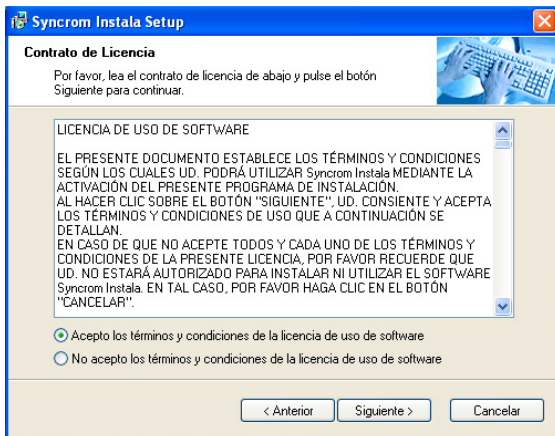 Syncrom Instala Setup
Contrato de Licencia
Por favor, lea el contrato de licencia de abajo y pulse el botón
Siguiente para continuar.
LICENCIA DE USO DE SOFTWARE
EL PRESENTE DOCUMENTO ESTABLECE LOS TÉRMINOS Y CONDICIONES
SEGÚN LOS CUALES UD. PODRÁ UTILIZAR Syncrom Instala MEDIANTE LA
ACTIVACIÓN DEL PRESENTE PROGRAMA DE INSTALACIÓN.
AL HACER CLIC SOBRE EL BOTÓN "SIGUIENTE", UD. CONSIENTE Y ACEPTA
LOS TÉRMINOS Y CONDICIONES DE USO QUE A CONTINUACIÓN SE
DETALLAN.
EN CASO DE QUE NO ACEPTE TODOS Y CADA UNO DE LOS TÉRMINOS Y
CONDICIONES DE LA PRESENTE LICENCIA, POR FAVOR RECUERDE QUE
UD. NO ESTARÁ AUTORIZADO PARA INSTALAR NI UTILIZAR EL SOFTWARE
Syncrom Instala. EN TAL CASO, POR FAVOR HAGA CLIC EN EL BOTÓN
"CANCELAR".
Acepto los términos y condiciones de la licencia de uso de software
No acepto los términos y condiciones de la licencia de uso de software
< Anterior
Siguiente >
Cancelar